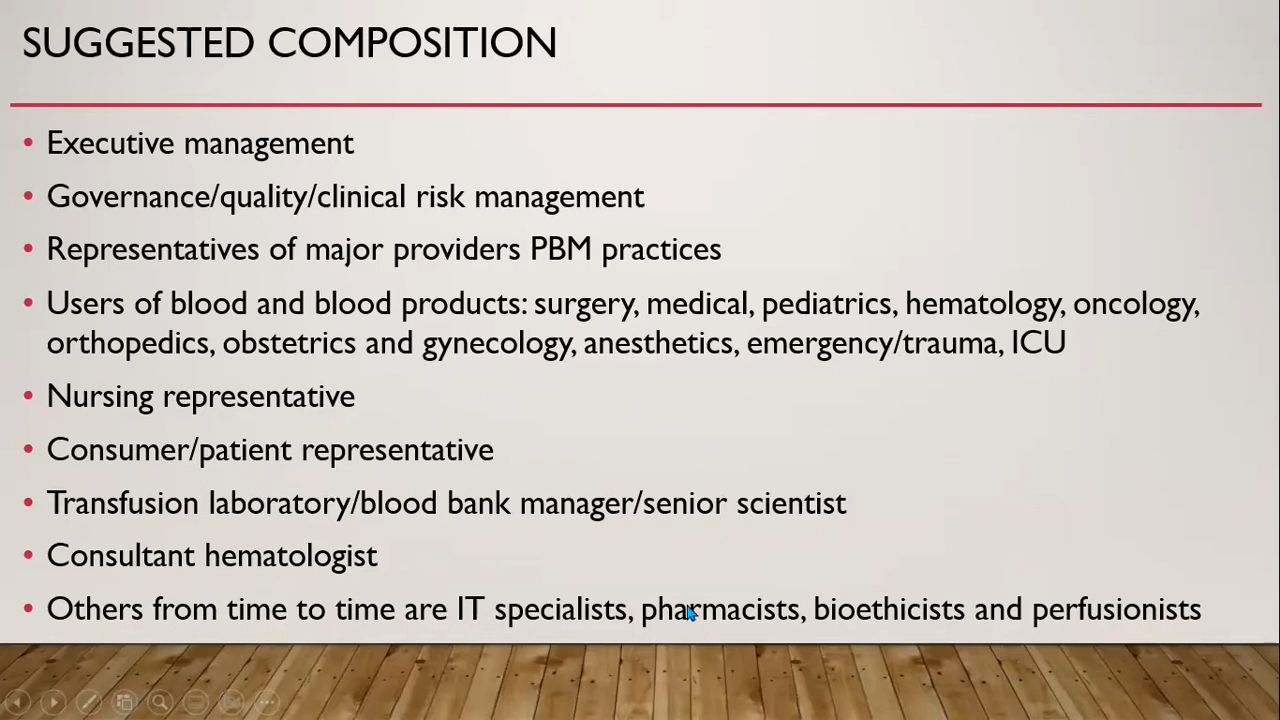 SUGGESTED COMPOSITION
• Executive management
• Governance/quality/clinical risk management
• Representatives of major providers PBM practices
• Users of blood and blood products: surgery, medical, pediatrics, hematology, oncology,
orthopedics, obstetrics and gynecology, anesthetics, emergency/trauma, ICU
• Nursing representative
• Consumer/patient representative
• Transfusion laboratory/blood bank manager/senior scientist
• Consultant hematologist
• Others from time to time are IT specialists, pharmacists, bioethicists and perfusionists